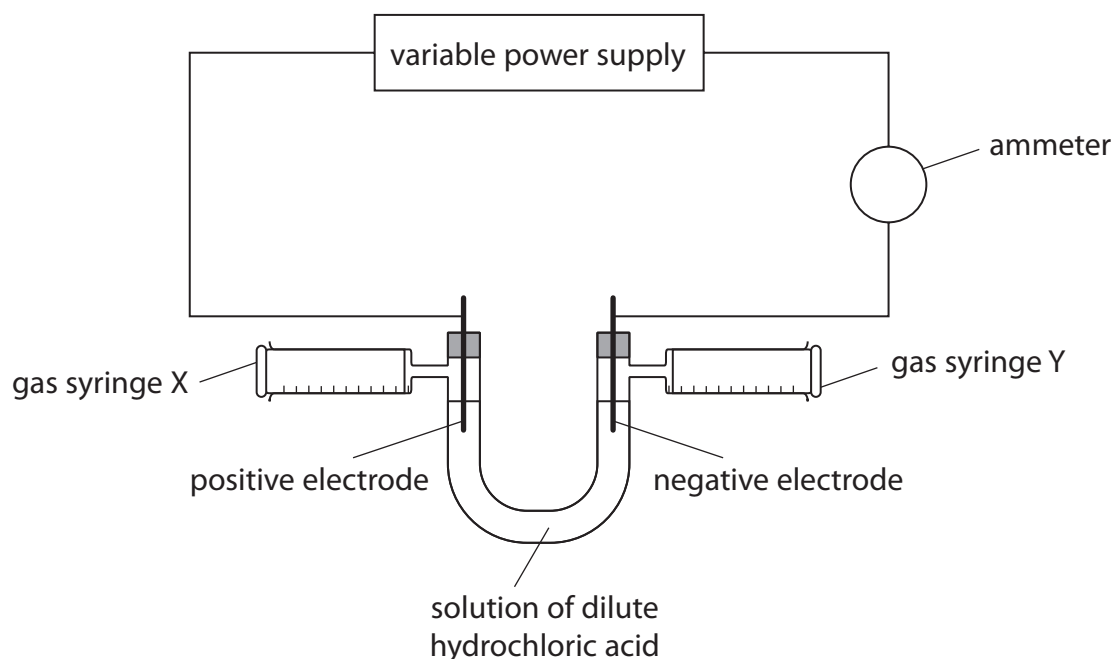 variable power supply
ammeter
gas syringe X
gas syringe Y
positive electrode
negative electrode
solution of dilute
hydrochloric acid